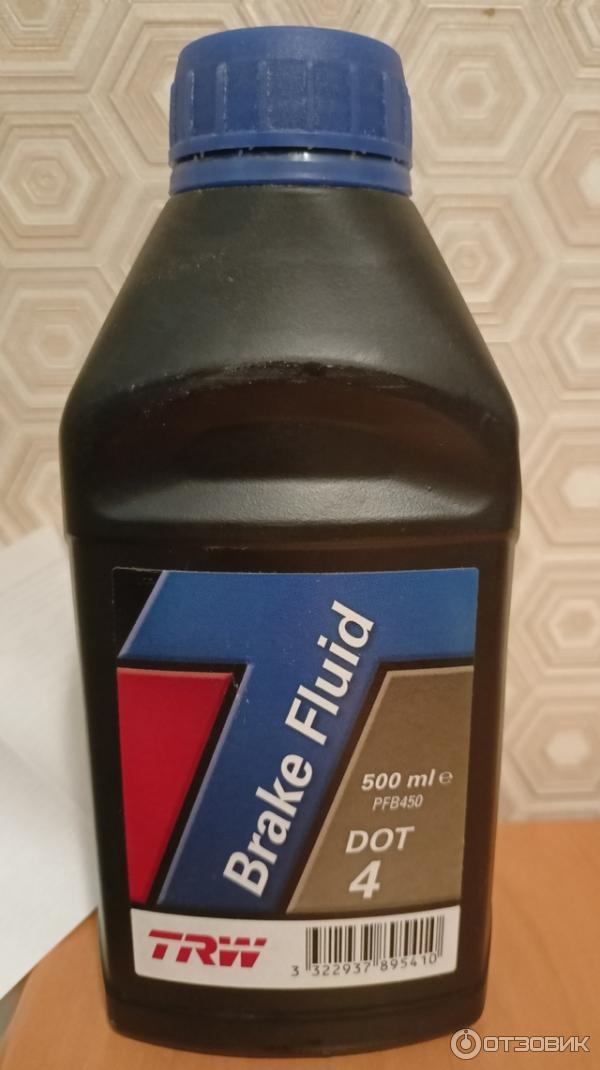 Brake Fluid
500 ml e
PFB450
DOT
4
TRW
3 322937 895410
ОТЗОВИК